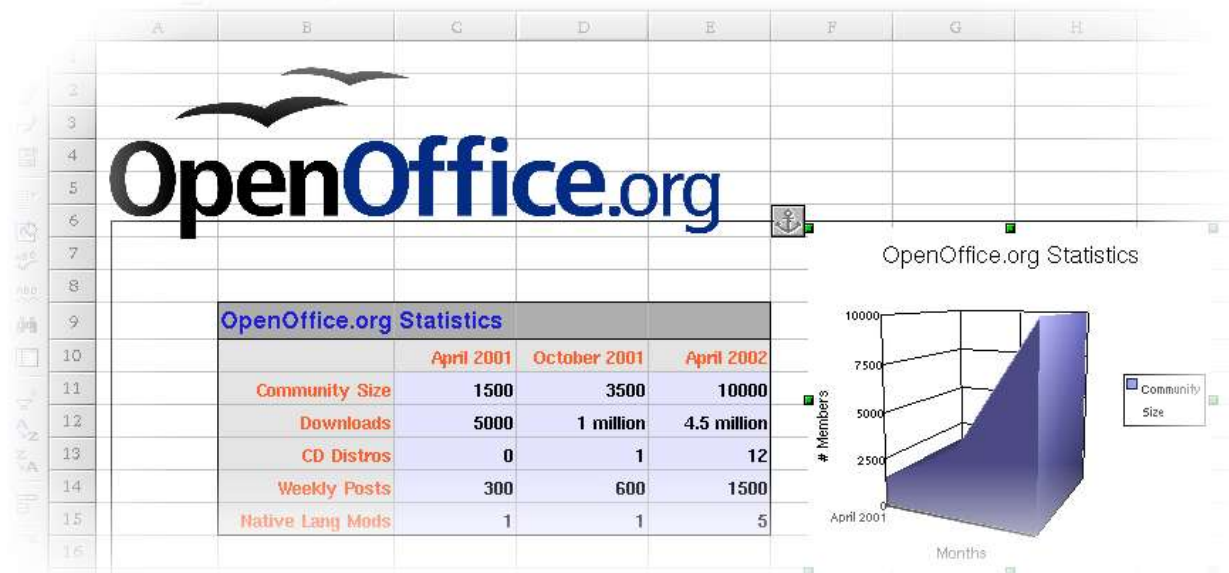 A B C D E F G H
2
3
4
5
6
7
8
9
10
11
12
13
14
15
16
OpenOffice.org
OpenOffice.org Statistics
April 2001 October 2001 April 2002
Community Size 1500 3500 10000
Downloads 5000 1 million 4.5 million
CD Distros 0 1 12
Weekly Posts 300 600 1500
Native Lang Mods 1 1 5
OpenOffice.org Statistics
10000
7500
5000
2500
0
# Members
April 2001
Months
Community
Size